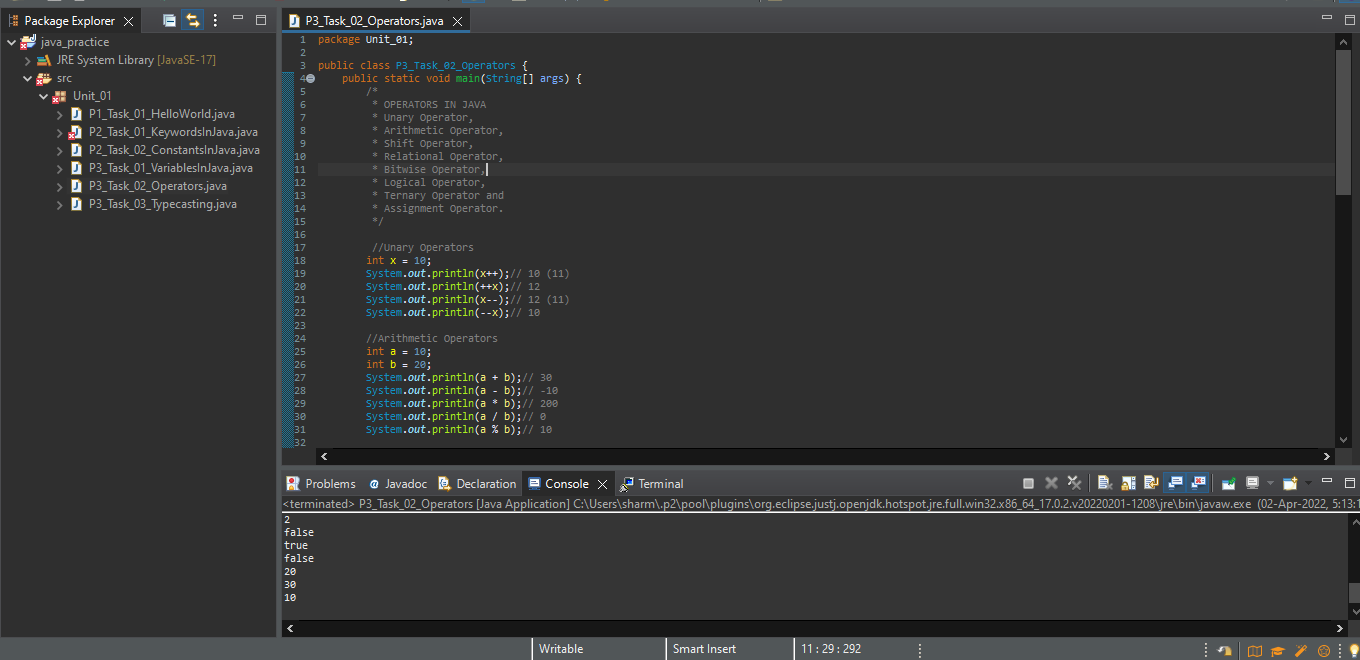 Package Explorer
java_practice
JRE System Library [JavaSE-17]
src
Unit_01
P1_Task_01_HelloWorld.java
P2_Task_01_KeywordsInJava.java
P2_Task_02_ConstantsInJava.java
P3_Task_01_VariablesInJava.java
P3_Task_02_Operators.java
P3_Task_03_Typecasting.java
P3_Task_02_Operators.java
1 package Unit_01;
2
3 public class P3_Task_02_Operators {
4 public static void main(String[] args) {
5 /*
6 * OPERATORS IN JAVA
7 * Unary Operator,
8 * Arithmetic Operator,
9 * Shift Operator,
10 * Relational Operator,
11 * Bitwise Operator,
12 * Logical Operator,
13 * Ternary Operator and
14 * Assignment Operator.
15 */
16
17 //Unary Operators
18 int x = 10;
19 System.out.println(x++);// 10 (11)
20 System.out.println(++x);// 12
21 System.out.println(x--);// 12 (11)
22 System.out.println(--x);// 10
23
24 //Arithmetic Operators
25 int a = 10;
26 int b = 20;
27 System.out.println(a + b);// 30
28 System.out.println(a - b);// -10
29 System.out.println(a * b);// 200
30 System.out.println(a / b);// 0
31 System.out.println(a % b);// 10
32
Problems Javadoc Declaration Console Terminal
<terminated> P3_Task_02_Operators [Java Application] C:\Users\sharm\.p2\pool\plugins\org.eclipse.justj.openjdk.hotspot.jre.full.win32.x86_64_17.0.2.v20220201-1208\jre\bin\javaw.exe (02-Apr-2022, 5:13:1
2
false
true
false
20
30
10
Writable Smart Insert 11 : 29 : 292